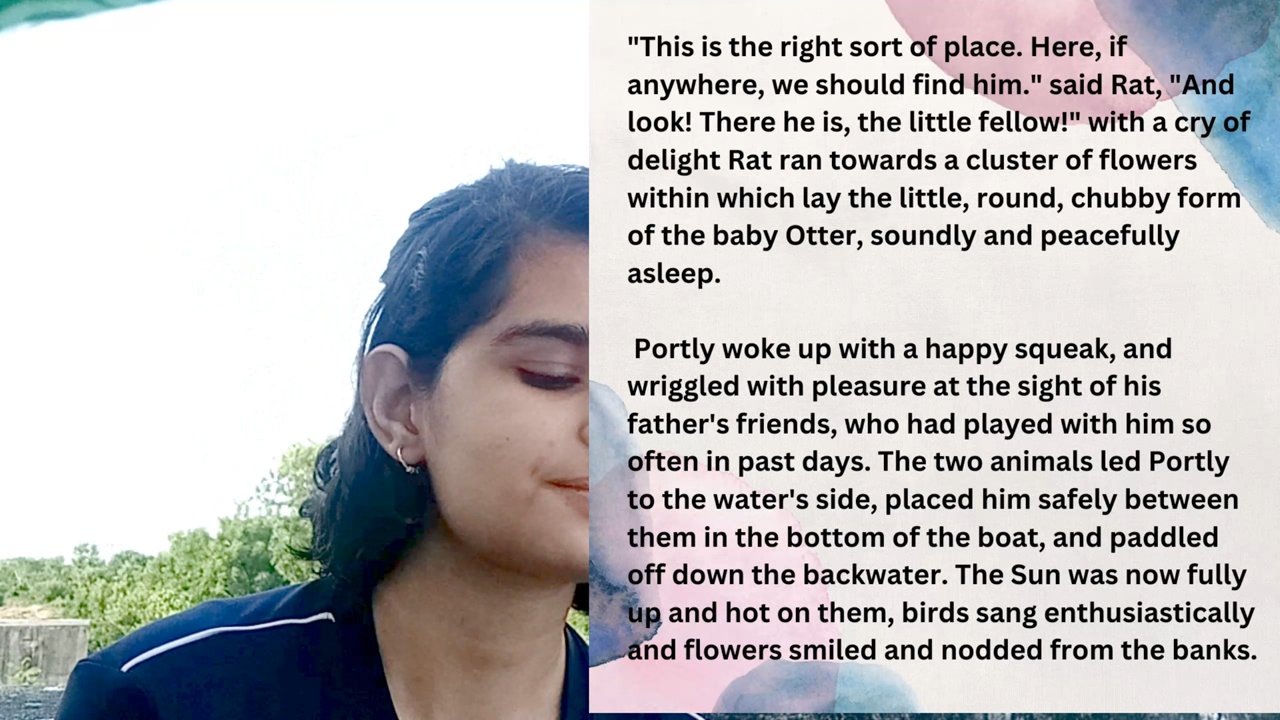 "This is the right sort of place. Here, if
anywhere, we should find him." said Rat, "And
look! There he is, the little fellow!" with a cry of
delight Rat ran towards a cluster of flowers
within which lay the little, round, chubby form
of the baby Otter, soundly and peacefully
asleep.
Portly woke up with a happy squeak, and
wriggled with pleasure at the sight of his
father's friends, who had played with him so
often in past days. The two animals led Portly
to the water's side, placed him safely between
them in the bottom of the boat, and paddled
off down the backwater. The Sun was now fully
up and hot on them, birds sang enthusiastically
and flowers smiled and nodded from the banks.